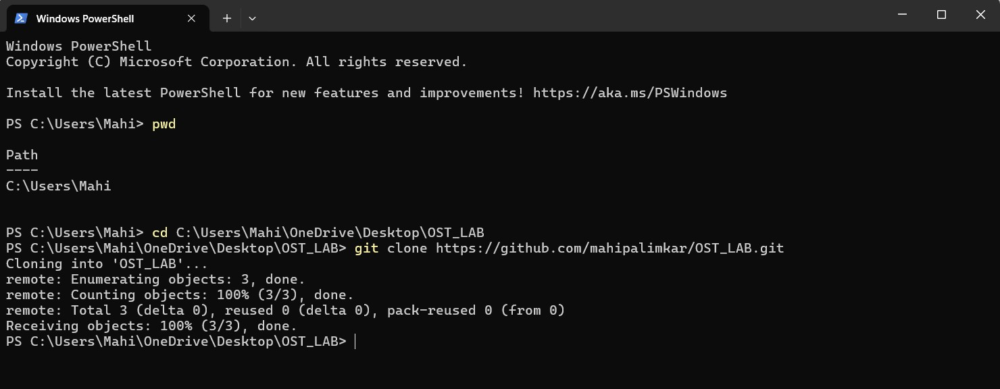 Windows PowerShell
Windows PowerShell
Copyright (C) Microsoft Corporation. All rights reserved.
Install the latest PowerShell for new features and improvements! https://aka.ms/PSWindows
PS C:\Users\Mahi> pwd
Path
----
C:\Users\Mahi
PS C:\Users\Mahi> cd C:\Users\Mahi\OneDrive\Desktop\OST_LAB
PS C:\Users\Mahi\OneDrive\Desktop\OST_LAB> git clone https://github.com/mahipalimkar/OST_LAB.git
Cloning into 'OST_LAB'...
remote: Enumerating objects: 3, done.
remote: Counting objects: 100% (3/3), done.
remote: Total 3 (delta 0), reused 0 (delta 0), pack-reused 0 (from 0)
Receiving objects: 100% (3/3), done.
PS C:\Users\Mahi\OneDrive\Desktop\OST_LAB>